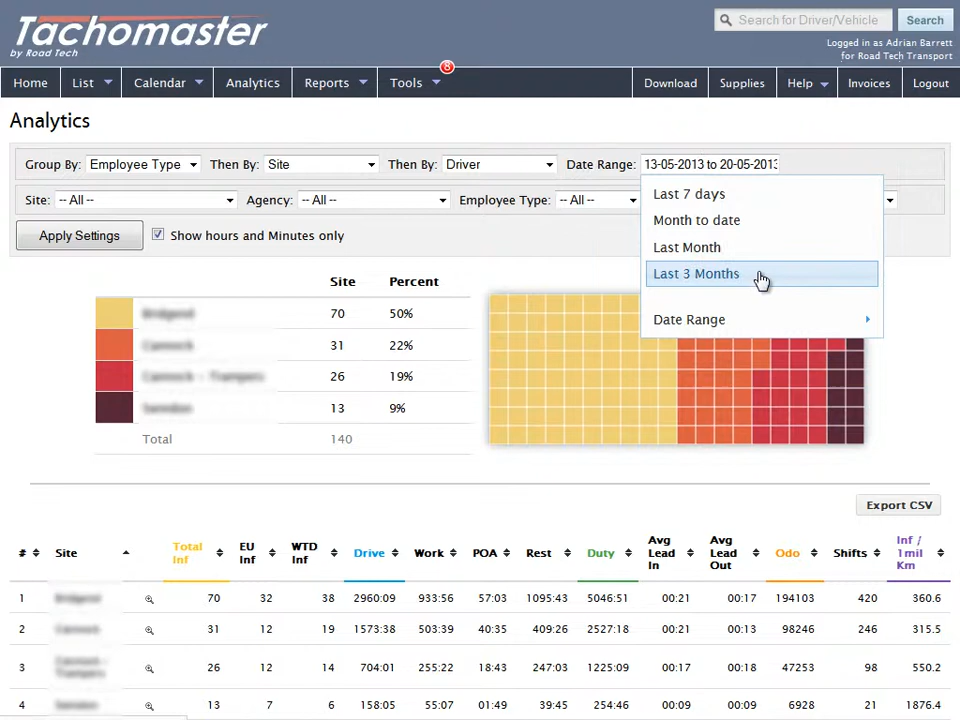 Tachomaster
by Road Tech
Search for Driver/Vehicle Search
Logged in as Adrian Barrett
for Road Tech Transport
Home List Calendar Analytics Reports Tools 8 Download Supplies Help Invoices Logout
Analytics
Group By: Employee Type Then By: Site Then By: Driver Date Range: 13-05-2013 to 20-05-2013
Site: -- All -- Agency: -- All -- Employee Type: -- All --
Apply Settings Show hours and Minutes only
Last 7 days
Month to date
Last Month
Last 3 Months
Date Range
Site Percent
70 50%
31 22%
26 19%
13 9%
Total 140
Export CSV
# Site Total Inf EU Inf WTD Inf Drive Work POA Rest Duty Avg Lead In Avg Lead Out Odo Shifts Inf / 1mil Km
1 70 32 38 2960:09 933:56 57:03 1095:43 5046:51 00:21 00:17 194103 420 360.6
2 31 12 19 1573:38 503:39 40:35 409:26 2527:18 00:21 00:13 98246 246 315.5
3 26 12 14 704:01 255:22 18:43 247:03 1225:09 00:17 00:18 47253 98 550.2
4 13 7 6 158:05 55:07 01:49 39:45 254:46 00:09 00:09 6928 21 1876.4